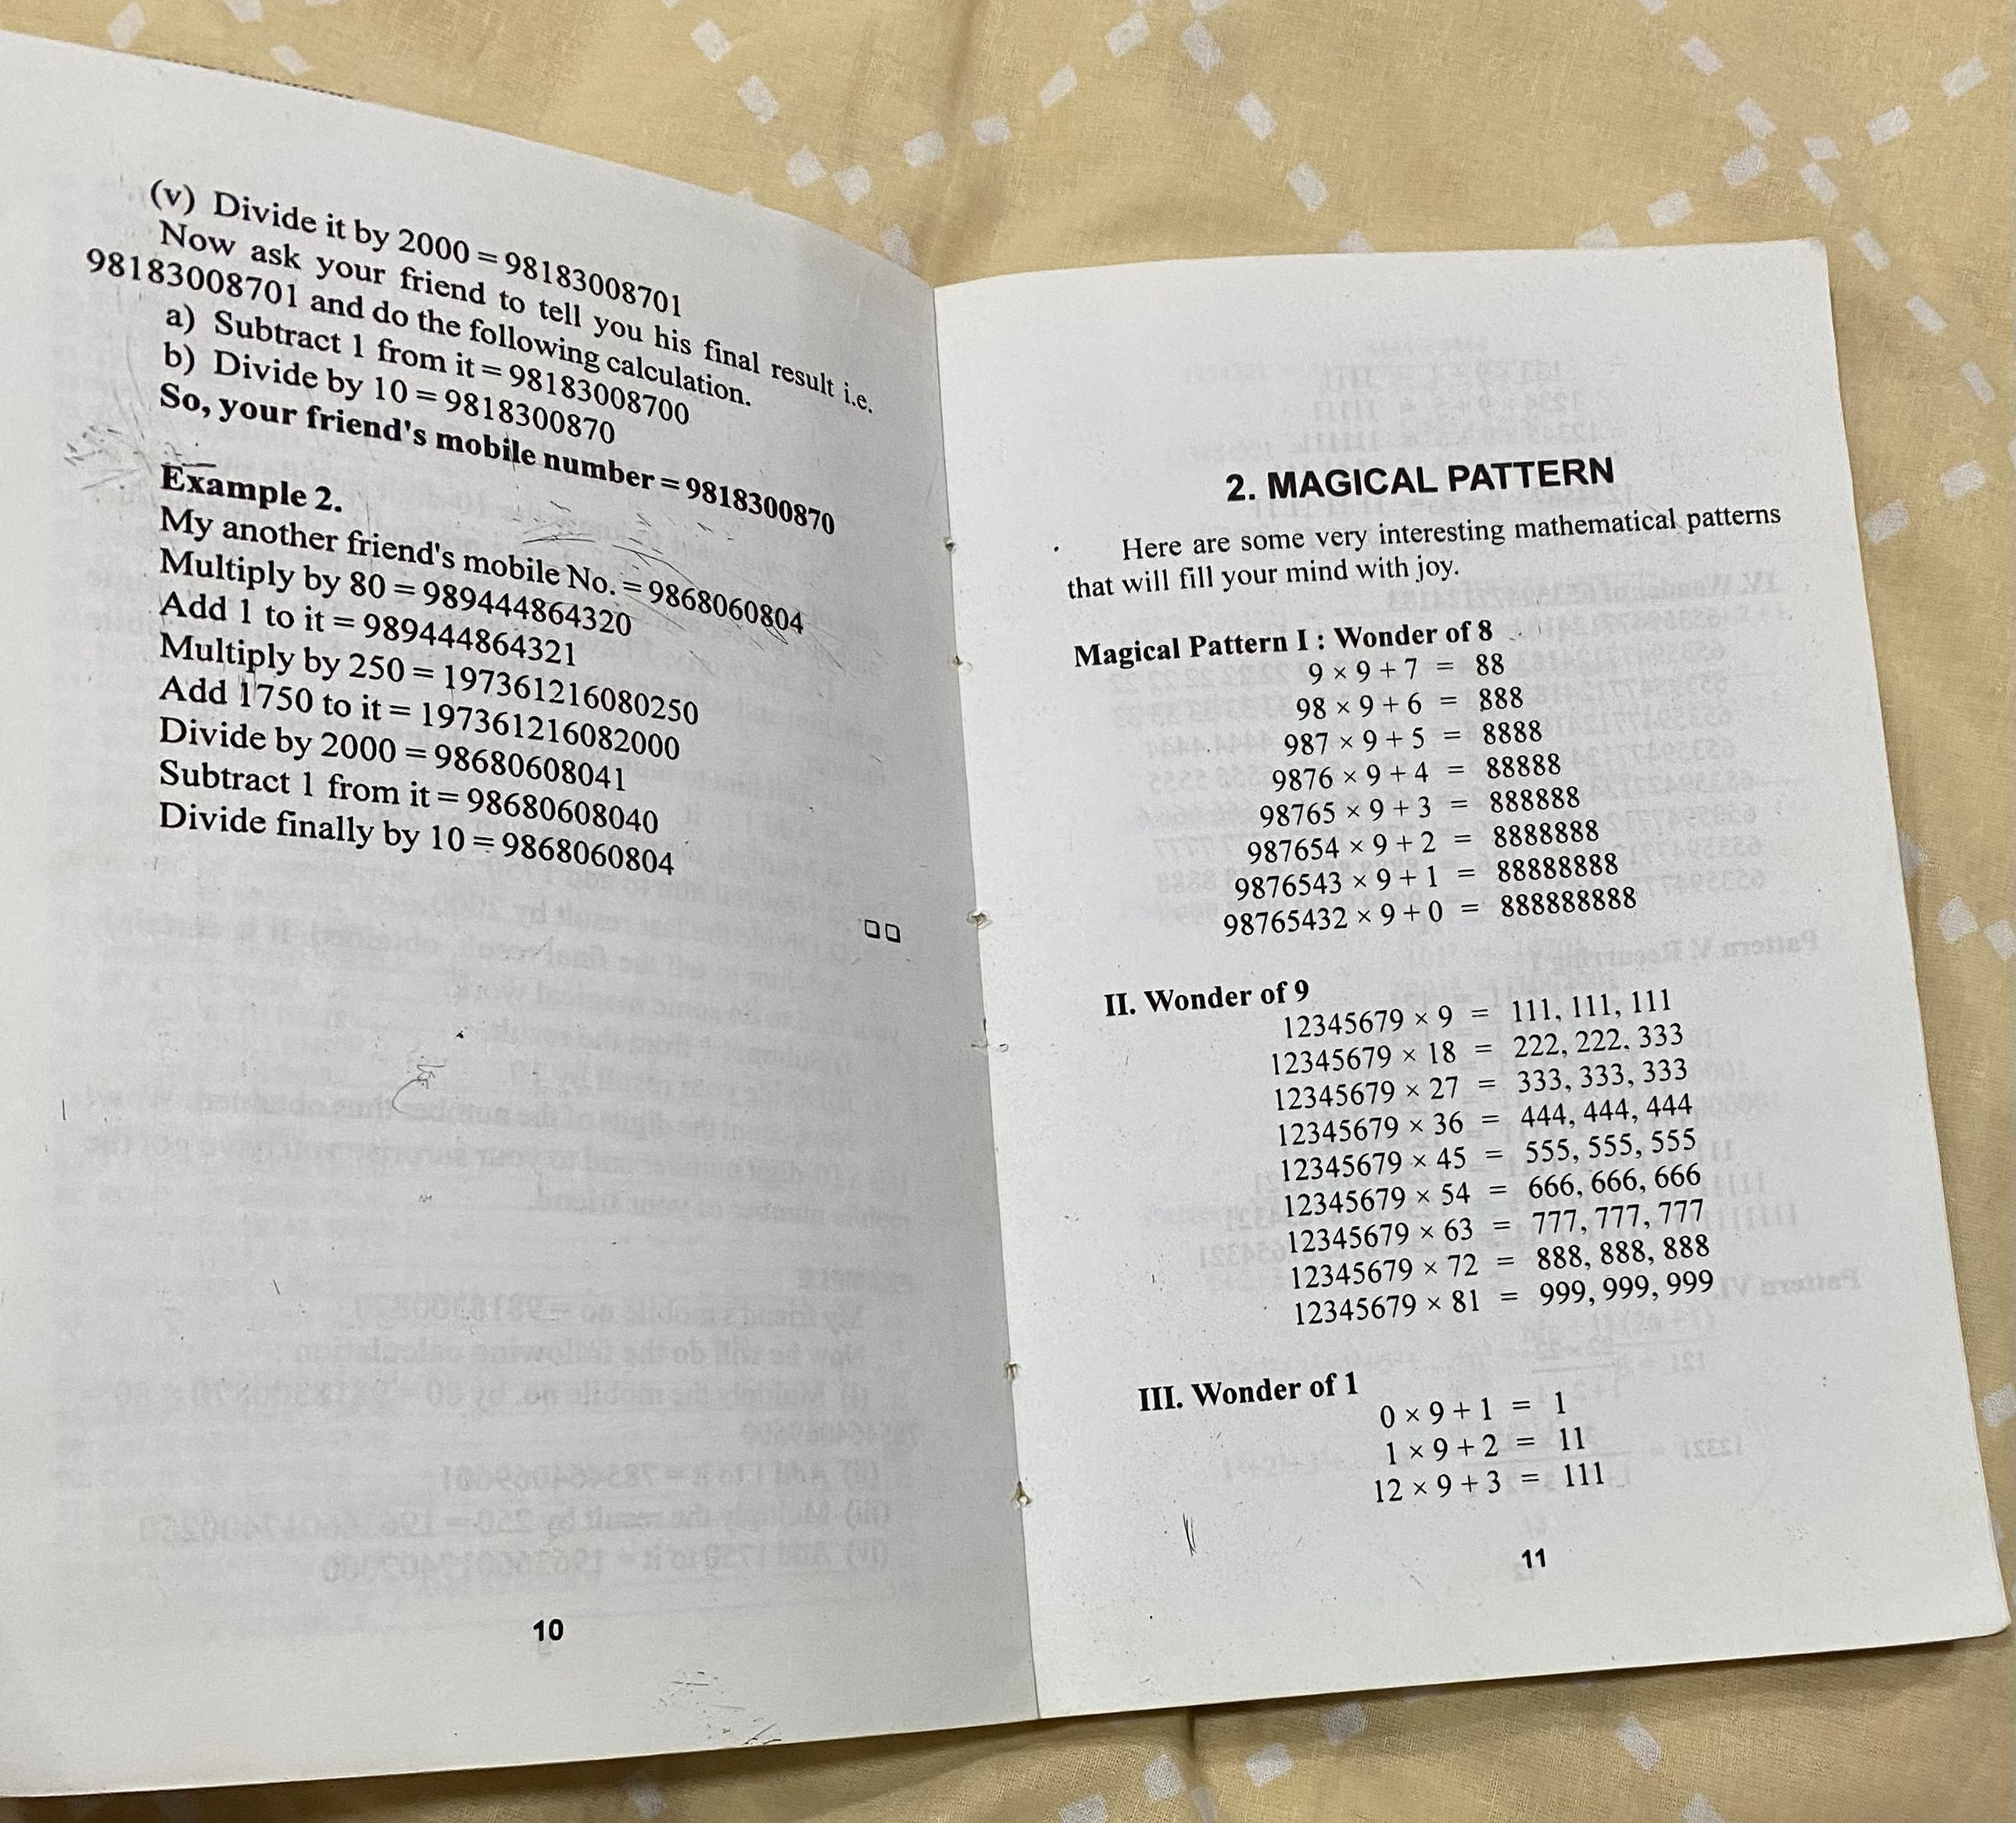 (v) Divide it by 2000 = 98183008701
Now ask your friend to tell you his final result i.e.
98183008701 and do the following calculation.
a) Subtract 1 from it = 98183008700
b) Divide by 10 = 9818300870
So, your friend's mobile number = 9818300870
Example 2.
My another friend's mobile No. = 9868060804
Multiply by 80 = 989444864320
Add 1 to it = 989444864321
Multiply by 250 = 197361216080250
Add 1750 to it = 197361216082000
Divide by 2000 = 98680608041
Subtract 1 from it = 98680608040
Divide finally by 10 = 9868060804
10
2. MAGICAL PATTERN
Here are some very interesting mathematical patterns
that will fill your mind with joy.
Magical Pattern I : Wonder of 8
9 × 9 + 7 = 88
98 × 9 + 6 = 888
987 × 9 + 5 = 8888
9876 × 9 + 4 = 88888
98765 × 9 + 3 = 888888
987654 × 9 + 2 = 8888888
9876543 × 9 + 1 = 88888888
98765432 × 9 + 0 = 888888888
II. Wonder of 9
12345679 × 9 = 111, 111, 111
12345679 × 18 = 222, 222, 333
12345679 × 27 = 333, 333, 333
12345679 × 36 = 444, 444, 444
12345679 × 45 = 555, 555, 555
12345679 × 54 = 666, 666, 666
12345679 × 63 = 777, 777, 777
12345679 × 72 = 888, 888, 888
12345679 × 81 = 999, 999, 999
III. Wonder of 1
0 × 9 + 1 = 1
1 × 9 + 2 = 11
12 × 9 + 3 = 111
11